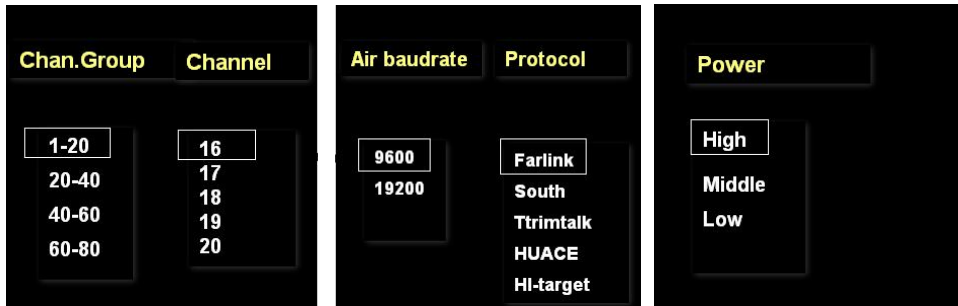 Chan.Group
Channel
1-20
20-40
40-60
60-80
16
17
18
19
20
Air baudrate
Protocol
9600
19200
Farlink
South
Ttrimtalk
HUACE
HI-target
Power
High
Middle
Low